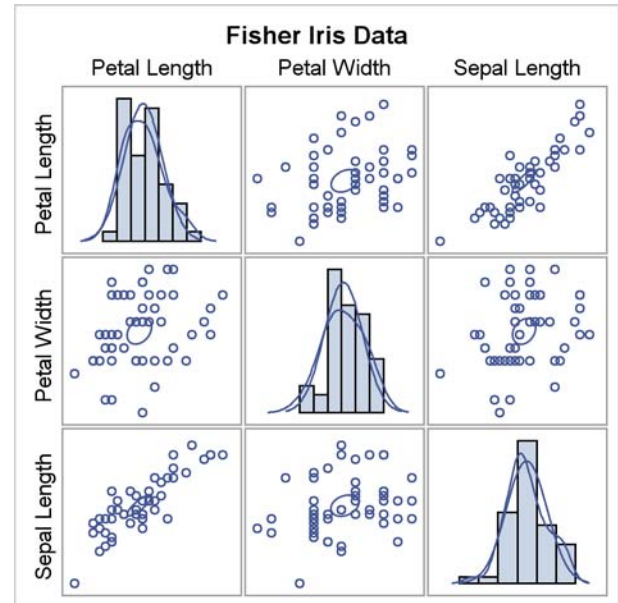 Fisher Iris Data
Petal Length Petal Width Sepal Length
Petal Length
Petal Width
Sepal Length